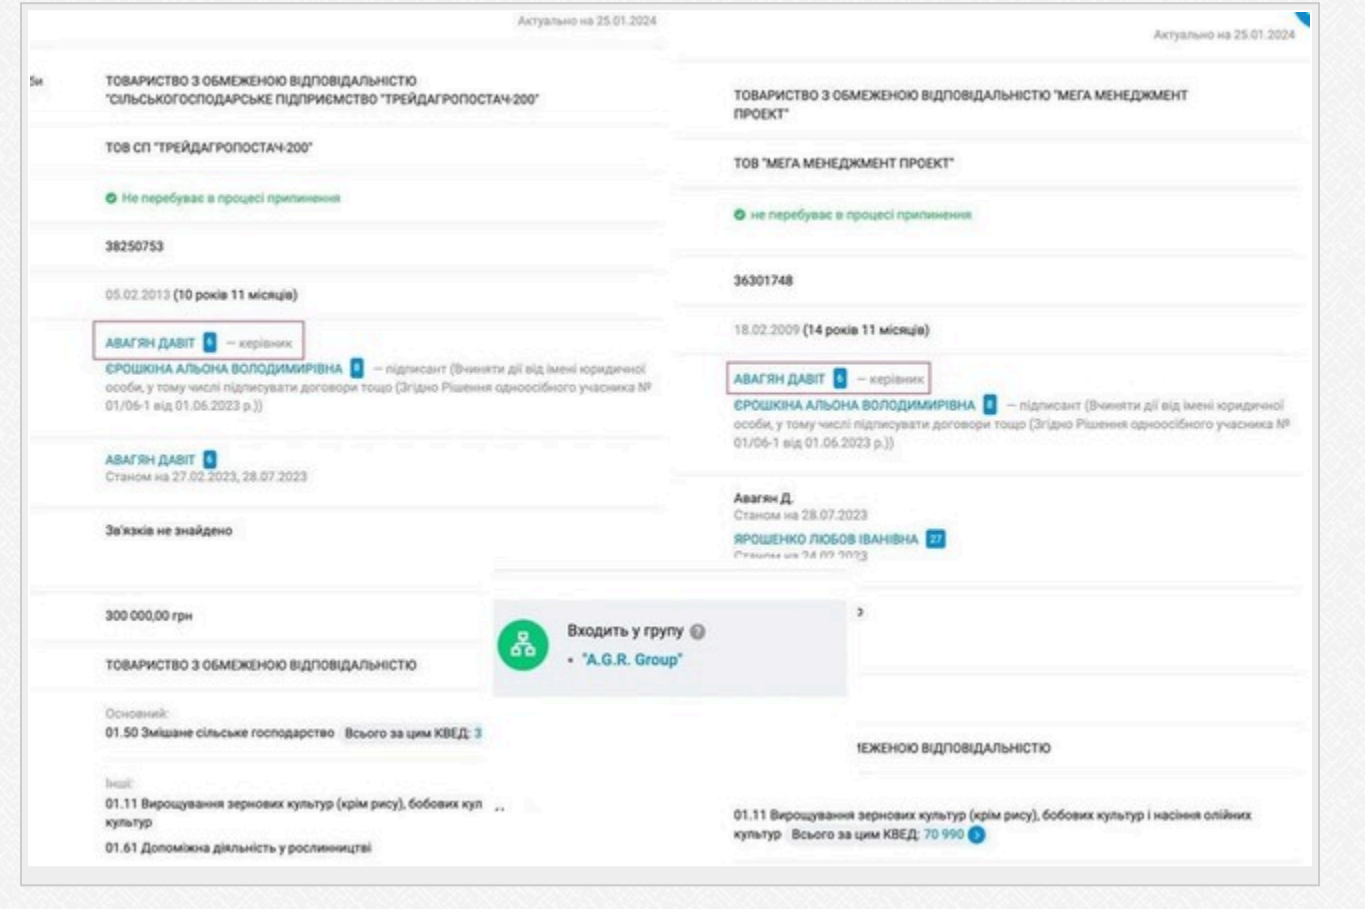 Актуально на 25.01.2024
би
ТОВАРИСТВО З ОБМЕЖЕНОЮ ВІДПОВІДАЛЬНІСТЮ
"СІЛЬСЬКОГОСПОДАРСЬКЕ ПІДПРИЄМСТВО "ТРЕЙДАГРОПОСТАЧ-200"
ТОВ СП "ТРЕЙДАГРОПОСТАЧ-200"
Не перебуває в процесі припинення
38250753
05.02.2013 (10 років 11 місяців)
АВАГЯН ДАВІТ 6 — керівник
ЄРОШКІНА АЛЬОНА ВОЛОДИМИРІВНА 8 — підписант (Вчиняти дії від імені юридичної
особи, у тому числі підписувати договори тощо (Згідно Рішення одноосібного учасника №
01/06-1 від 01.06.2023 р.))
АВАГЯН ДАВІТ 6
Станом на 27.02.2023, 28.07.2023
Зв'язків не знайдено
300 000,00 грн
ТОВАРИСТВО З ОБМЕЖЕНОЮ ВІДПОВІДАЛЬНІСТЮ
Основний:
01.50 Змішане сільське господарство Всього за цим КВЕД: 3
Інші:
01.11 Вирощування зернових культур (крім рису), бобових кул
культур
01.61 Допоміжна діяльність у рослинництві
Входить у групу
• "A.G.R. Group"
Актуально на 25.01.2024
ТОВАРИСТВО З ОБМЕЖЕНОЮ ВІДПОВІДАЛЬНІСТЮ "МЕГА МЕНЕДЖМЕНТ
ПРОЕКТ"
ТОВ "МЕГА МЕНЕДЖМЕНТ ПРОЕКТ"
не перебуває в процесі припинення
36301748
18.02.2009 (14 років 11 місяців)
АВАГЯН ДАВІТ 6 — керівник
ЄРОШКІНА АЛЬОНА ВОЛОДИМИРІВНА 8 — підписант (Вчиняти дії від імені юридичної
особи, у тому числі підписувати договори тощо (Згідно Рішення одноосібного учасника №
01/06-1 від 01.06.2023 р.))
Авагян Д.
Станом на 28.07.2023
ЯРОШЕНКО ЛЮБОВ ІВАНІВНА 27
Станом на 24.02.2023
ЕЖЕНОЮ ВІДПОВІДАЛЬНІСТЮ
01.11 Вирощування зернових культур (крім рису), бобових культур і насіння олійних
культур Всього за цим КВЕД: 70 990